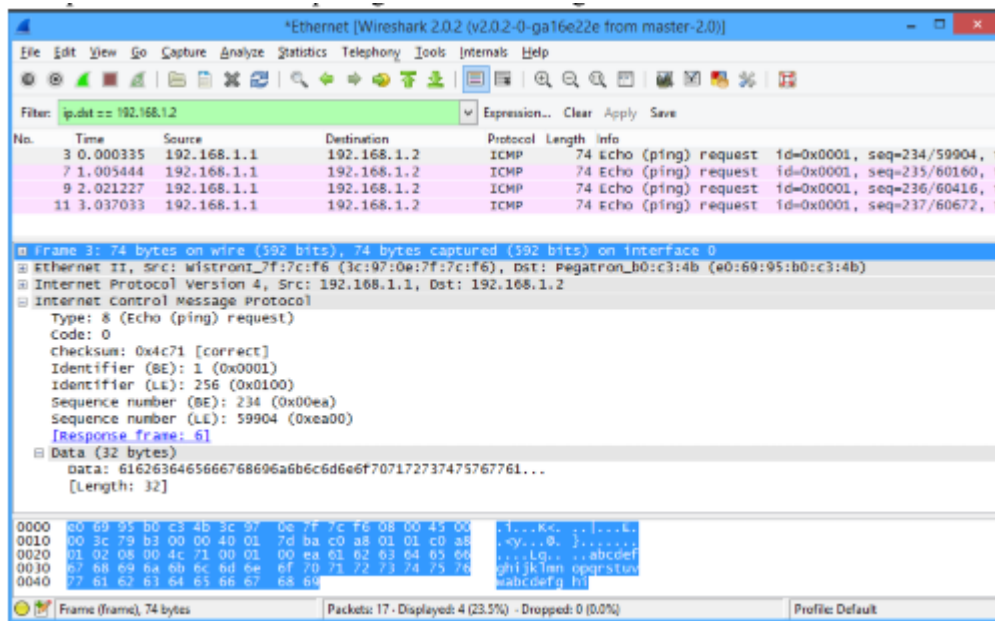 *Ethernet [Wireshark 2.0.2 (v2.0.2-0-ga16e22e from master-2.0)]
File Edit View Go Capture Analyze Statistics Telephony Tools Internals Help
Filter: ip.dst == 192.168.1.2 Expression... Clear Apply Save
No. Time Source Destination Protocol Length Info
3 0.000335 192.168.1.1 192.168.1.2 ICMP 74 Echo (ping) request id=0x0001, seq=234/59904,
7 1.005444 192.168.1.1 192.168.1.2 ICMP 74 Echo (ping) request id=0x0001, seq=235/60160,
9 2.021227 192.168.1.1 192.168.1.2 ICMP 74 Echo (ping) request id=0x0001, seq=236/60416,
11 3.037033 192.168.1.1 192.168.1.2 ICMP 74 Echo (ping) request id=0x0001, seq=237/60672,
Frame 3: 74 bytes on wire (592 bits), 74 bytes captured (592 bits) on interface 0
Ethernet II, Src: WistronI_7f:7c:f6 (3c:97:0e:7f:7c:f6), Dst: Pegatron_b0:c3:4b (e0:69:95:b0:c3:4b)
Internet Protocol Version 4, Src: 192.168.1.1, Dst: 192.168.1.2
Internet Control Message Protocol
Type: 8 (Echo (ping) request)
Code: 0
Checksum: 0x4c71 [correct]
Identifier (BE): 1 (0x0001)
Identifier (LE): 256 (0x0100)
Sequence number (BE): 234 (0x00ea)
Sequence number (LE): 59904 (0xea00)
[Response frame: 6]
Data (32 bytes)
Data: 6162636465666768696a6b6c6d6e6f707172737475767761...
[Length: 32]
0000 e0 69 95 b0 c3 4b 3c 97 0e 7f 7c f6 08 00 45 00 .i...K<. ..|...E.
0010 00 3c 79 b3 00 00 40 01 7d ba c0 a8 01 01 c0 a8 .<y...@. }.......
0020 01 02 08 00 4c 71 00 01 00 ea 61 62 63 64 65 66 ....Lq.. ..abcdef
0030 67 68 69 6a 6b 6c 6d 6e 6f 70 71 72 73 74 75 76 ghijklmn opqrstuv
0040 77 61 62 63 64 65 66 67 68 69 wabcdefg hi
Frame (frame), 74 bytes Packets: 17 · Displayed: 4 (23.5%) · Dropped: 0 (0.0%) Profile: Default